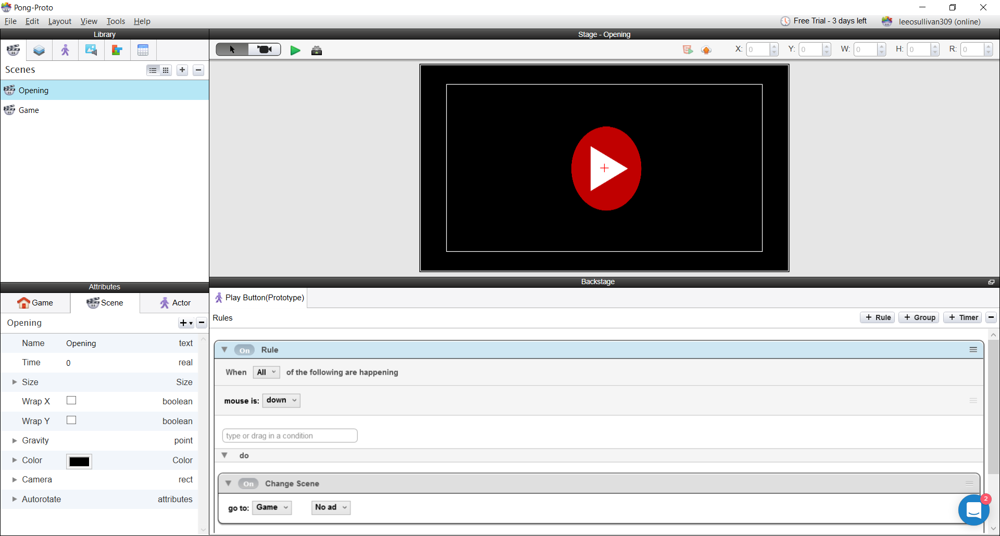 Pong-Proto
File Edit Layout View Tools Help
Free Trial - 3 days left
leeosullivan309 (online)
Library
Stage - Opening
X: 0 Y: 0 W: 0 H: 0 R: 0
Scenes
Opening
Game
Attributes
Game Scene Actor
Opening
Name Opening text
Time 0 real
Size Size
Wrap X boolean
Wrap Y boolean
Gravity point
Color Color
Camera rect
Autorotate attributes
Backstage
Play Button(Prototype)
Rules
+ Rule + Group + Timer
On Rule
When All of the following are happening
mouse is: down
type or drag in a condition
do
On Change Scene
go to: Game No ad
2